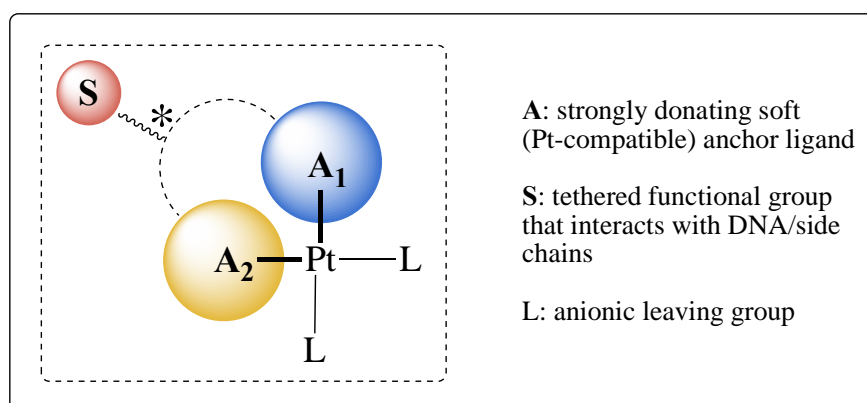 S
*
A1
A2
Pt
L
L
A: strongly donating soft
(Pt-compatible) anchor ligand
S: tethered functional group
that interacts with DNA/side
chains
L: anionic leaving group